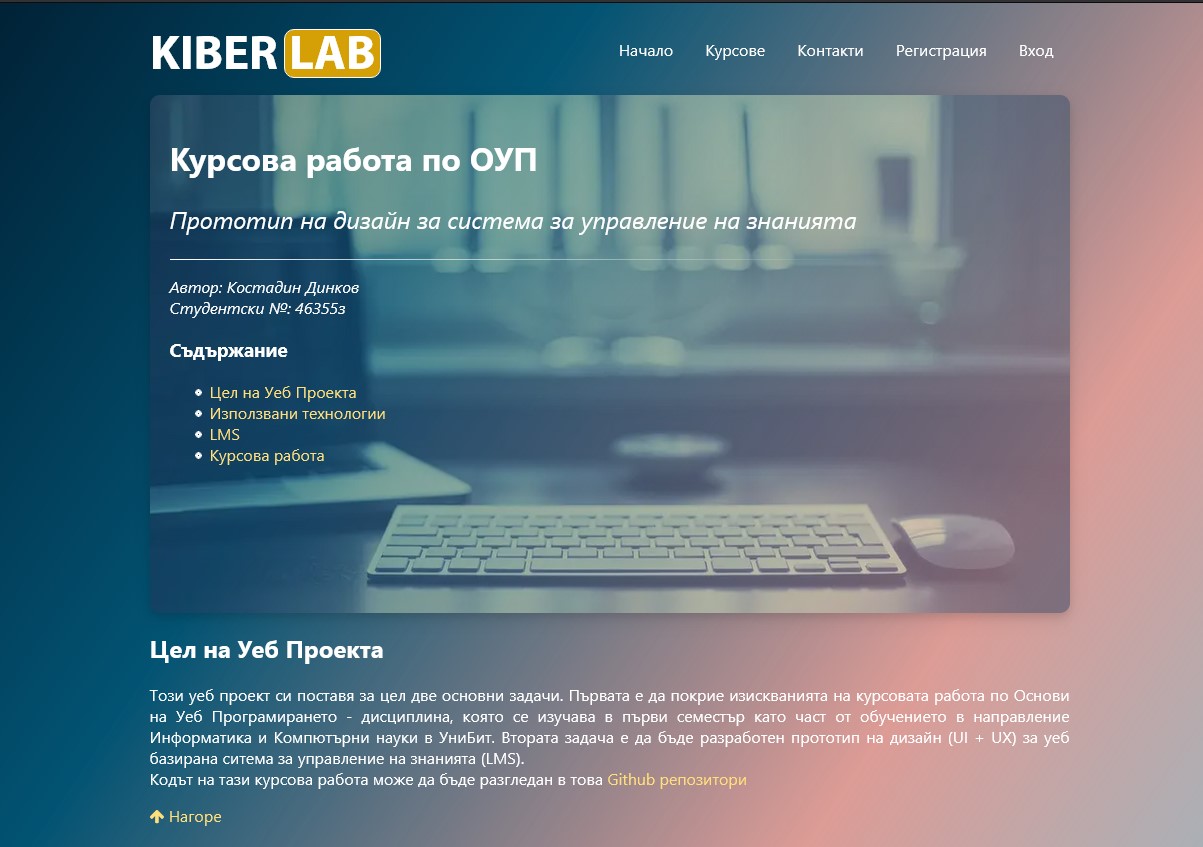 KIBER LAB
Начало Курсове Контакти Регистрация Вход
Курсова работа по ОУП
Прототип на дизайн за система за управление на знанията
Автор: Костадин Динков
Студентски №: 46355з
Съдържание
Цел на Уеб Проекта
Използвани технологии
LMS
Курсова работа
Цел на Уеб Проекта
Този уеб проект си поставя за цел две основни задачи. Първата е да покрие изискванията на курсовата работа по Основи
на Уеб Програмирането - дисциплина, която се изучава в първи семестър като част от обучението в направление
Информатика и Компютърни науки в УниБит. Втората задача е да бъде разработен прототип на дизайн (UI + UX) за уеб
базирана ситема за управление на знанията (LMS).
Кодът на тази курсова работа може да бъде разгледан в това Github репозитори
Нагоре